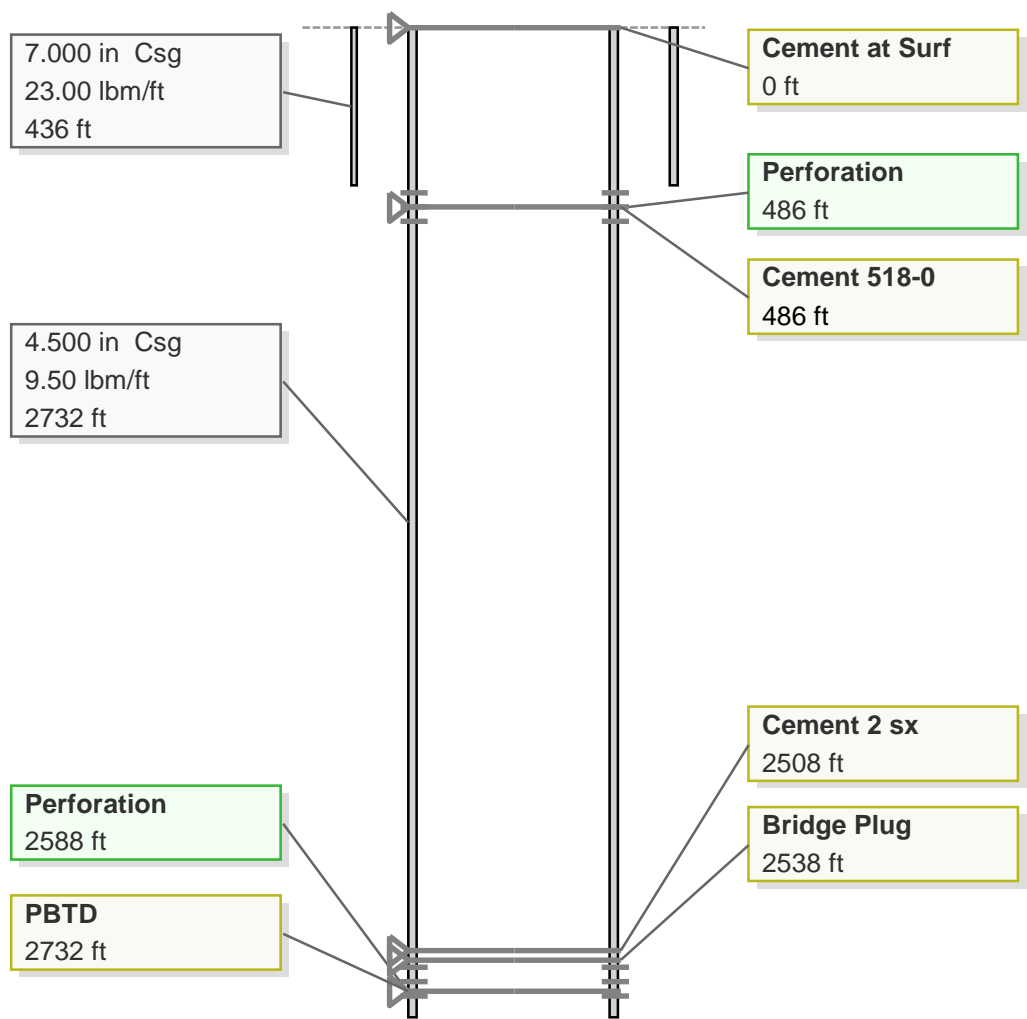 7.000 in Csg
23.00 lbm/ft
436 ft
Cement at Surf
0 ft
Perforation
486 ft
Cement 518-0
486 ft
4.500 in Csg
9.50 lbm/ft
2732 ft
Cement 2 sx
2508 ft
Perforation
2588 ft
Bridge Plug
2538 ft
PBTD
2732 ft